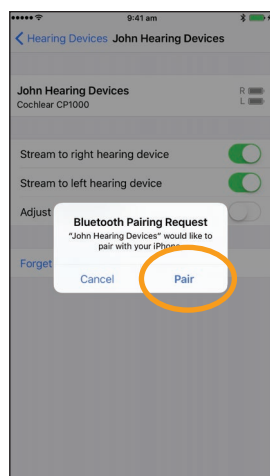 9:41 am
Hearing Devices John Hearing Devices
John Hearing Devices
Cochlear CP1000
R
L
Stream to right hearing device
Stream to left hearing device
Adjust
Bluetooth Pairing Request
"John Hearing Devices" would like to
pair with your iPhone
Forget
Cancel Pair